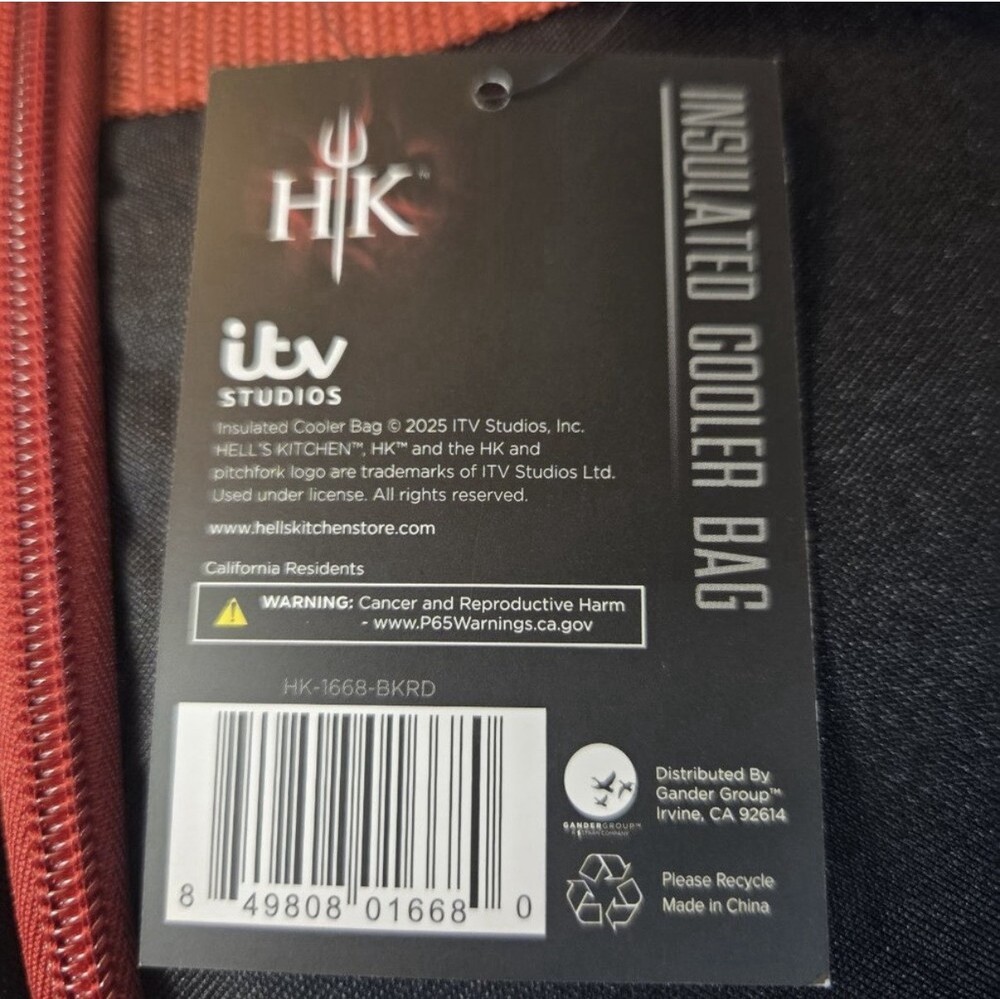 HK
INSULATED COOLER BAG
itv
STUDIOS
Insulated Cooler Bag © 2025 ITV Studios, Inc.
HELL'S KITCHEN™, HK™ and the HK and
pitchfork logo are trademarks of ITV Studios Ltd.
Used under license. All rights reserved.
www.hellskitchenstore.com
California Residents
WARNING: Cancer and Reproductive Harm
- www.P65Warnings.ca.gov
HK-1668-BKRD
8 49808 01668 0
GANDERGROUP™
Distributed By
Gander Group™
Irvine, CA 92614
Please Recycle
Made in China